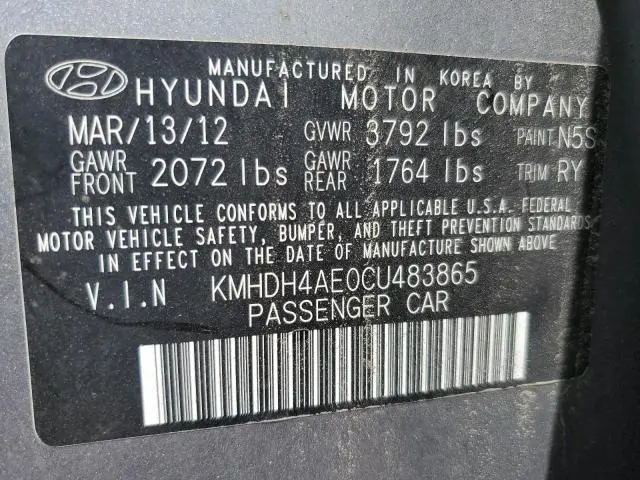 MANUFACTURED IN KOREA BY
HYUNDAI MOTOR COMPANY
MAR/13/12 GVWR 3792 lbs PAINT N5S
GAWR FRONT 2072 lbs GAWR REAR 1764 lbs TRIM RY
THIS VEHICLE CONFORMS TO ALL APPLICABLE U.S.A. FEDERAL
MOTOR VEHICLE SAFETY, BUMPER, AND THEFT PREVENTION STANDARDS
IN EFFECT ON THE DATE OF MANUFACTURE SHOWN ABOVE
V.I.N KMHDH4AE0CU483865
PASSENGER CAR